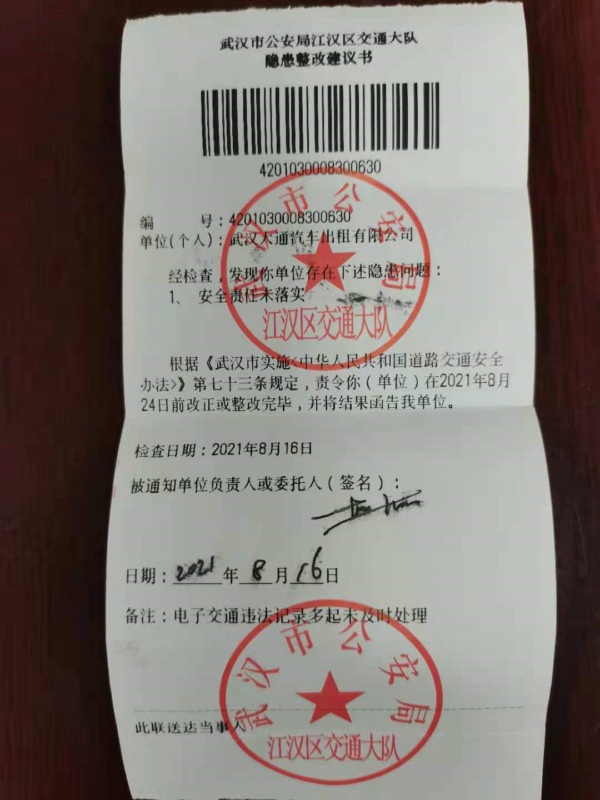 武汉市公安局江汉区交通大队
隐患整改建议书
4201030008300630
编 号：4201030008300630
单位(个人)：武汉大通汽车出租有限公司
经检查，发现你单位存在下述隐患问题：
1、 安全责任未落实
武汉市公安局
江汉区交通大队
根据《武汉市实施<中华人民共和国道路交通安全
办法>》第七十三条规定，责令你（单位）在2021年8月
24日前改正或整改完毕，并将结果函告我单位。
检查日期：2021年8月16日
被通知单位负责人或委托人（签名）：
日期：2021年8月16日
备注：电子交通违法记录多起未及时处理
武汉市公安局
此联送达当事人
江汉区交通大队